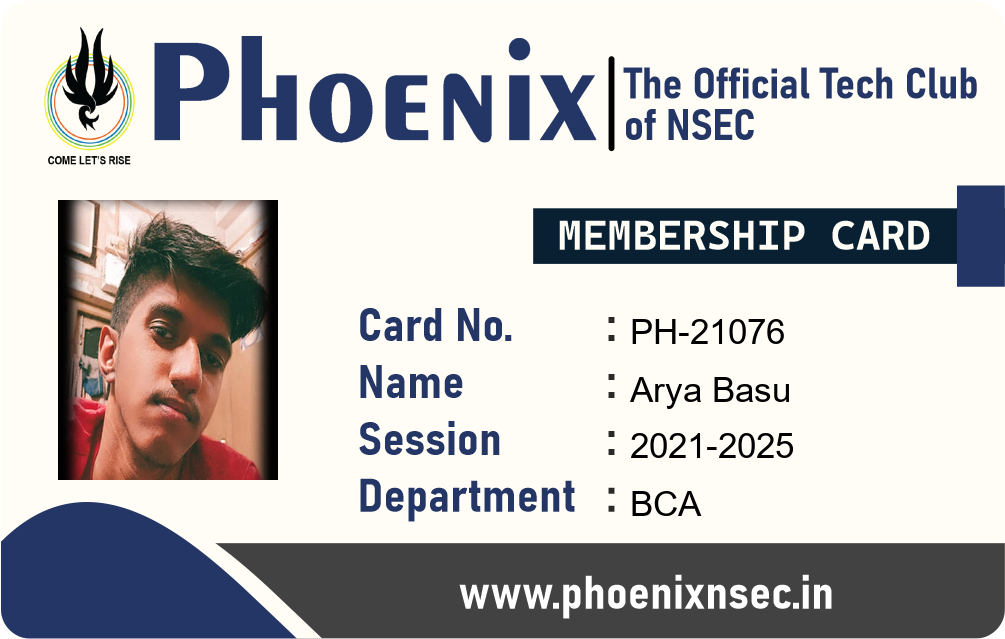 COME LET'S RISE
PHOENIX
The Official Tech Club
of NSEC
MEMBERSHIP CARD
Card No. : PH-21076
Name : Arya Basu
Session : 2021-2025
Department : BCA
www.phoenixnsec.in